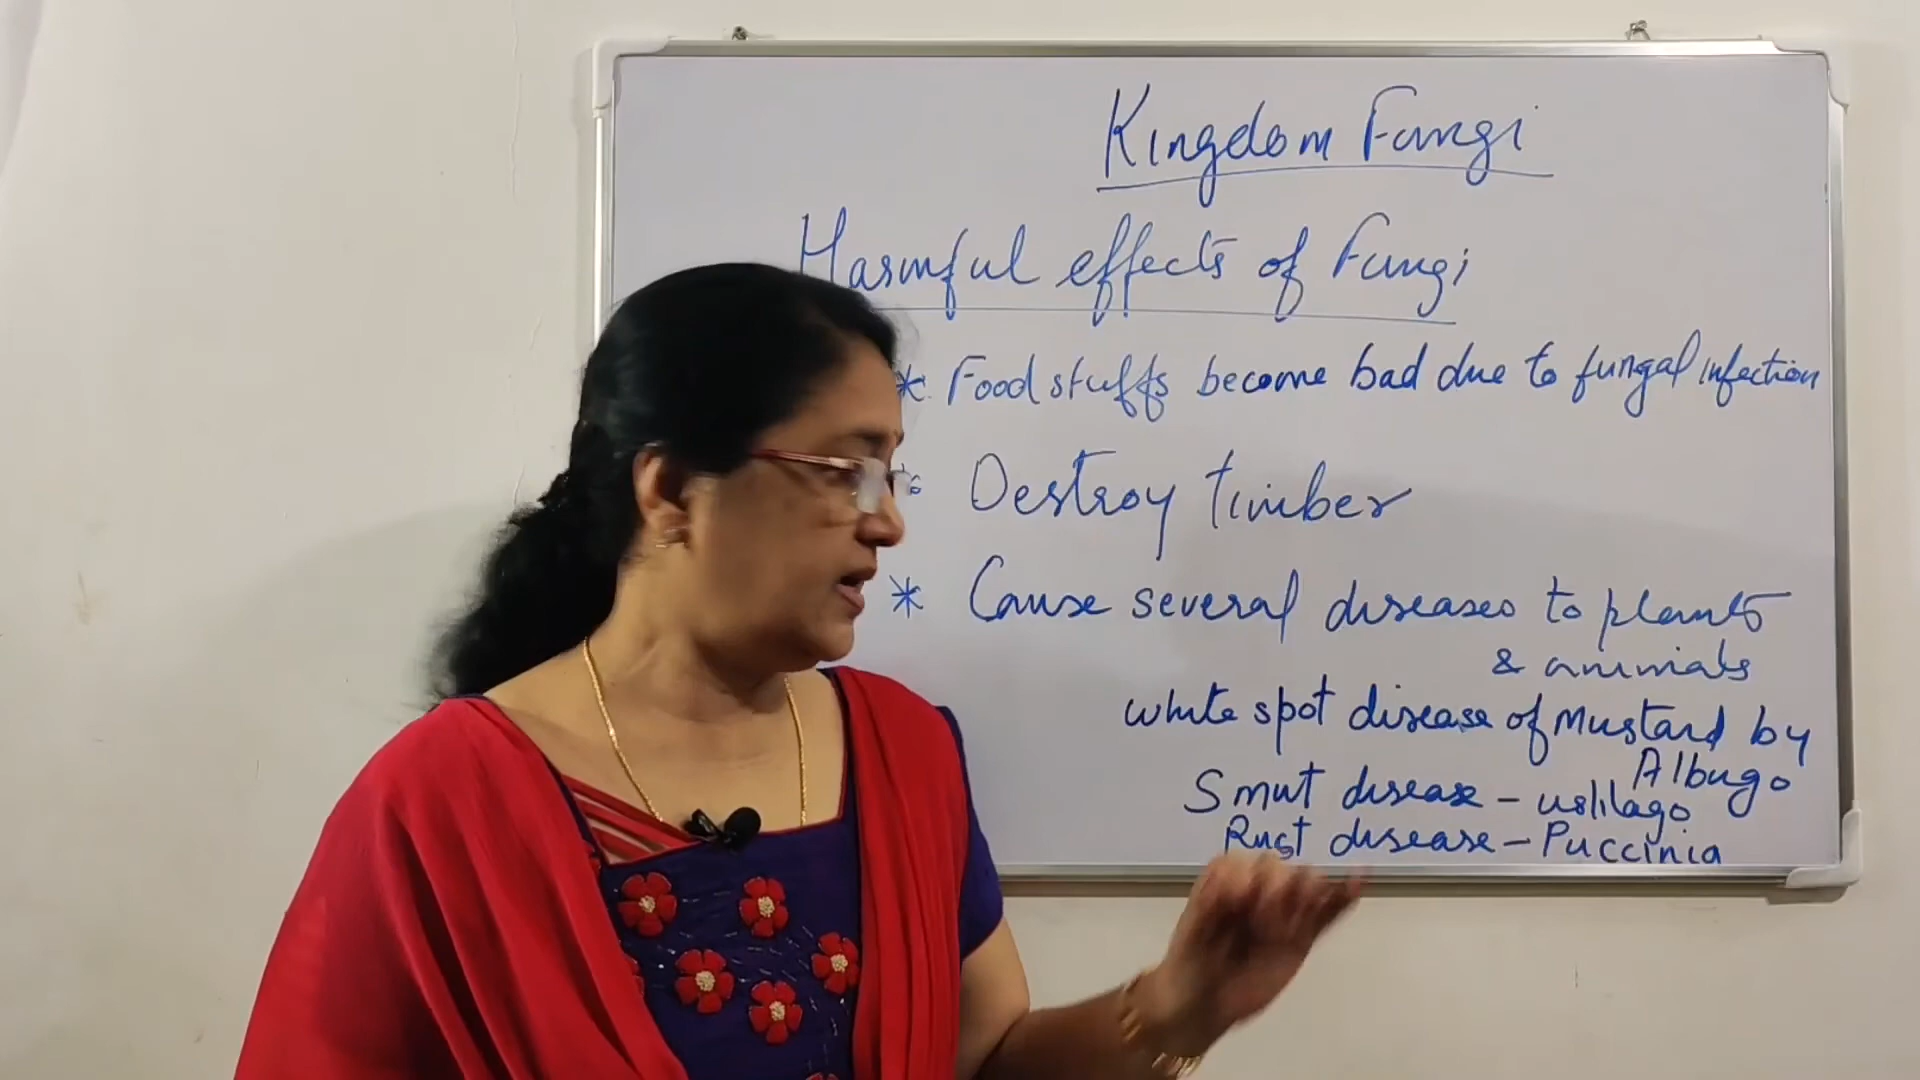 Kingdom Fungi
Harmful effects of Fungi
* Food stuffs become bad due to fungal infection
* Destroy timber
* Cause several diseases to plants
& animals
white spot disease of Mustard by
Albugo
Smut disease - ustilago
Rust disease - Puccinia